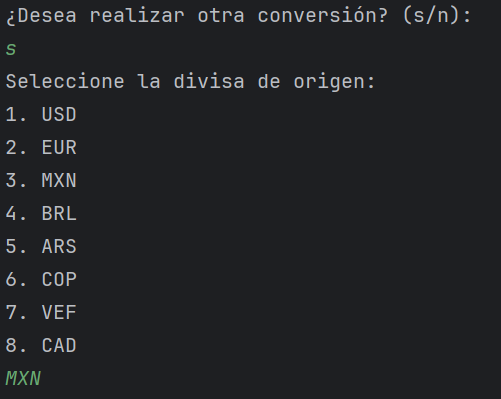 ¿Desea realizar otra conversión? (s/n):
s
Seleccione la divisa de origen:
1. USD
2. EUR
3. MXN
4. BRL
5. ARS
6. COP
7. VEF
8. CAD
MXN